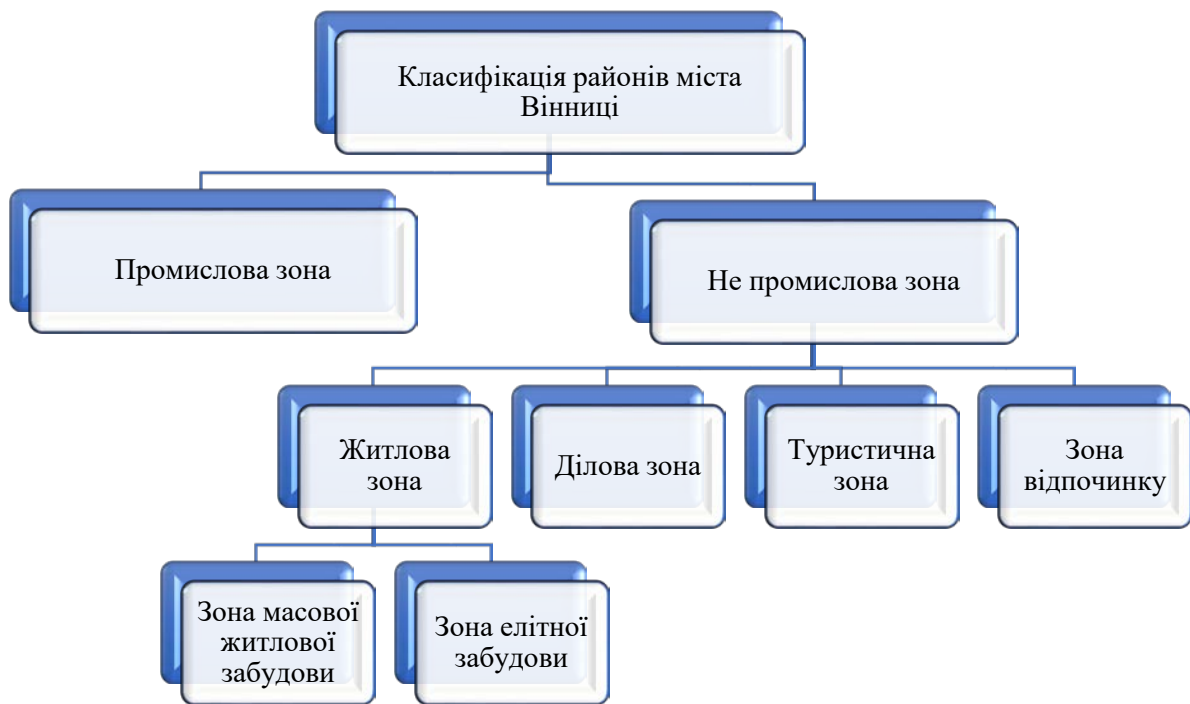 Класифікація районів міста
Вінниці
Промислова зона
Не промислова зона
Житлова
зона
Ділова зона
Туристична
зона
Зона
відпочинку
Зона масової
житлової
забудови
Зона елітної
забудови